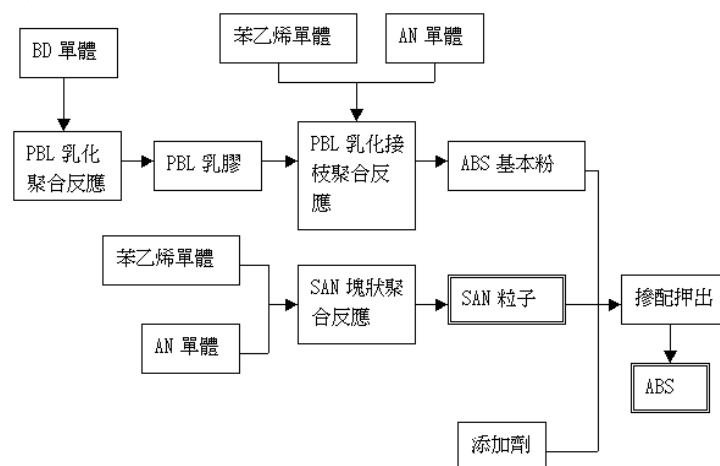 苯乙烯單體
AN 單體
BD 單體
PBL 乳化
聚合反應
PBL 乳膠
PBL 乳化接
枝聚合反
應
ABS 基本粉
苯乙烯單體
AN 單體
SAN 塊狀聚
合反應
SAN 粒子
摻配押出
ABS
添加劑